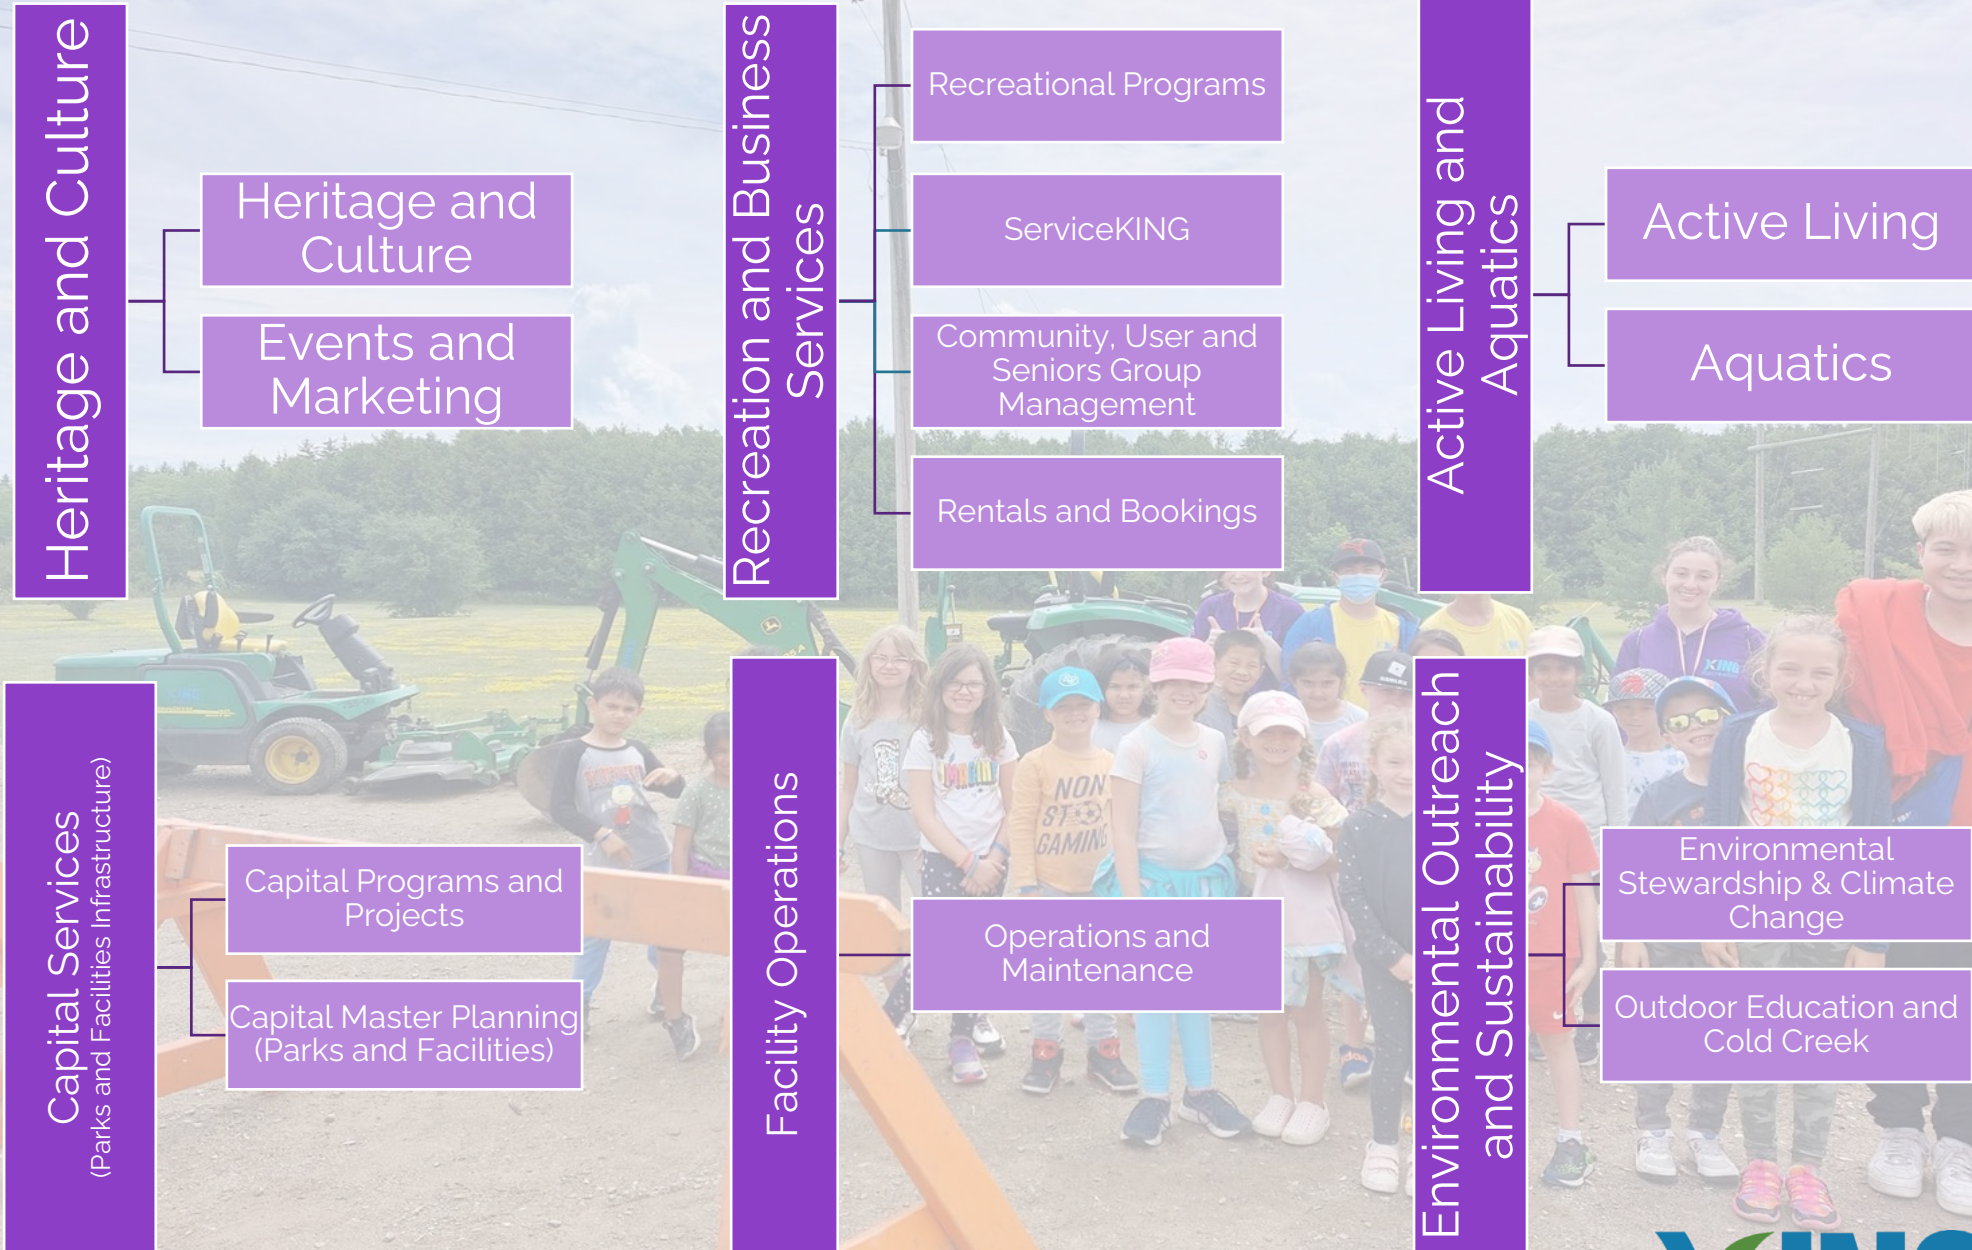 Heritage and Culture
Heritage and
Culture
Events and
Marketing
Recreation and Business
Services
Recreational Programs
ServiceKING
Community, User and
Seniors Group
Management
Rentals and Bookings
Active Living and
Aquatics
Active Living
Aquatics
Capital Services
(Parks and Facilities Infrastructure)
Capital Programs and
Projects
Capital Master Planning
(Parks and Facilities)
Facility Operations
Operations and
Maintenance
Environmental Outreach
and Sustainability
Environmental
Stewardship & Climate
Change
Outdoor Education and
Cold Creek
NON
GAMING
KING